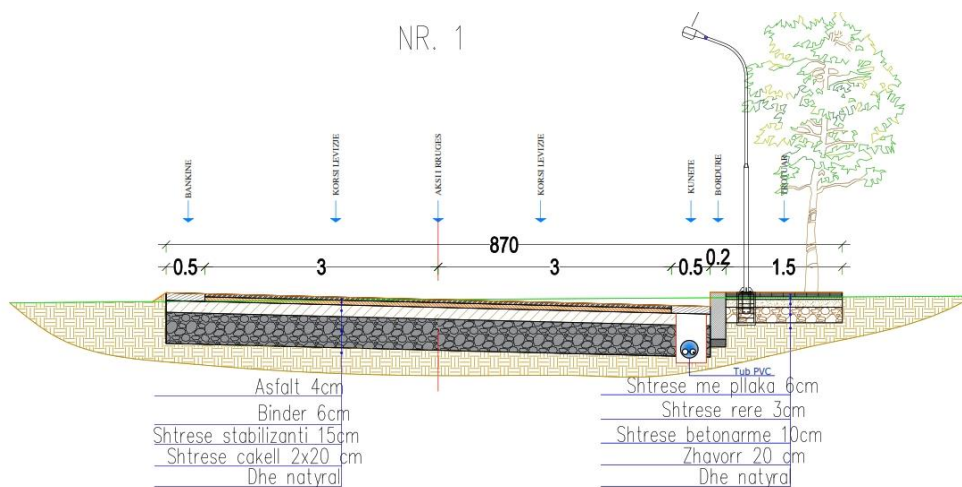 NR. 1
BANKINE
KORSI LEVIZJE
AKSI I RRUGES
KORSI LEVIZJE
KUNETE
BORDURE
TROTUAR
870
0.5
3
3
0.5
0.2
1.5
Tub PVC
Asfalt 4cm
Binder 6cm
Shtrese stabilizanti 15cm
Shtrese cakell 2x20 cm
Dhe natyral
Shtrese me pllaka 6cm
Shtrese rere 3cm
Shtrese betonarme 10cm
Zhavorr 20 cm
Dhe natyral